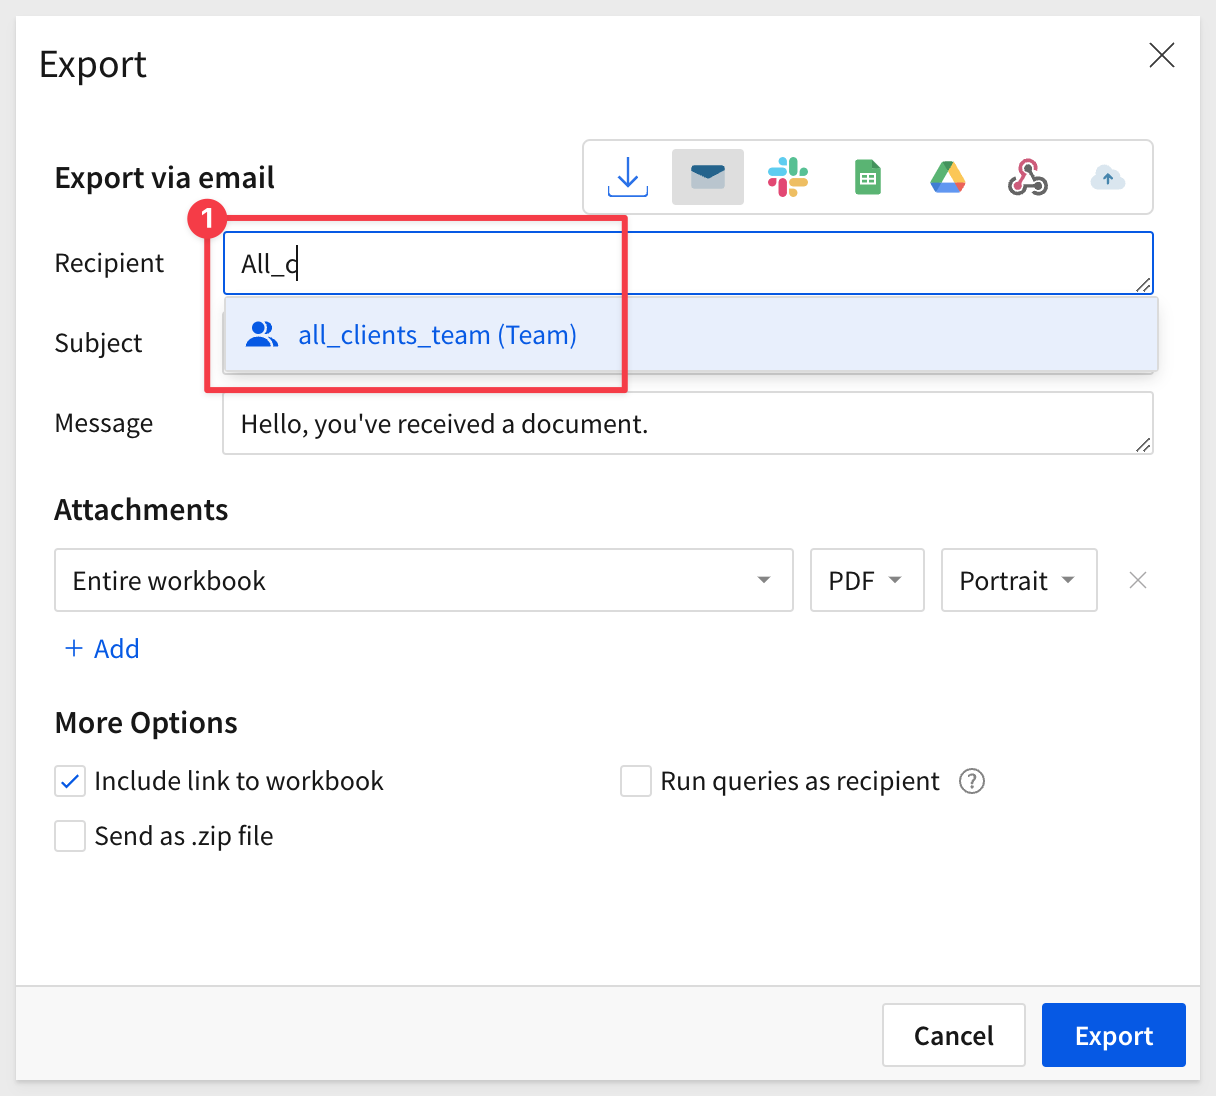 Export
Export via email
1
Recipient
All_c
all_clients_team (Team)
Subject
Message
Hello, you've received a document.
Attachments
Entire workbook
PDF
Portrait
+ Add
More Options
Include link to workbook
Run queries as recipient ?
Send as .zip file
Cancel
Export